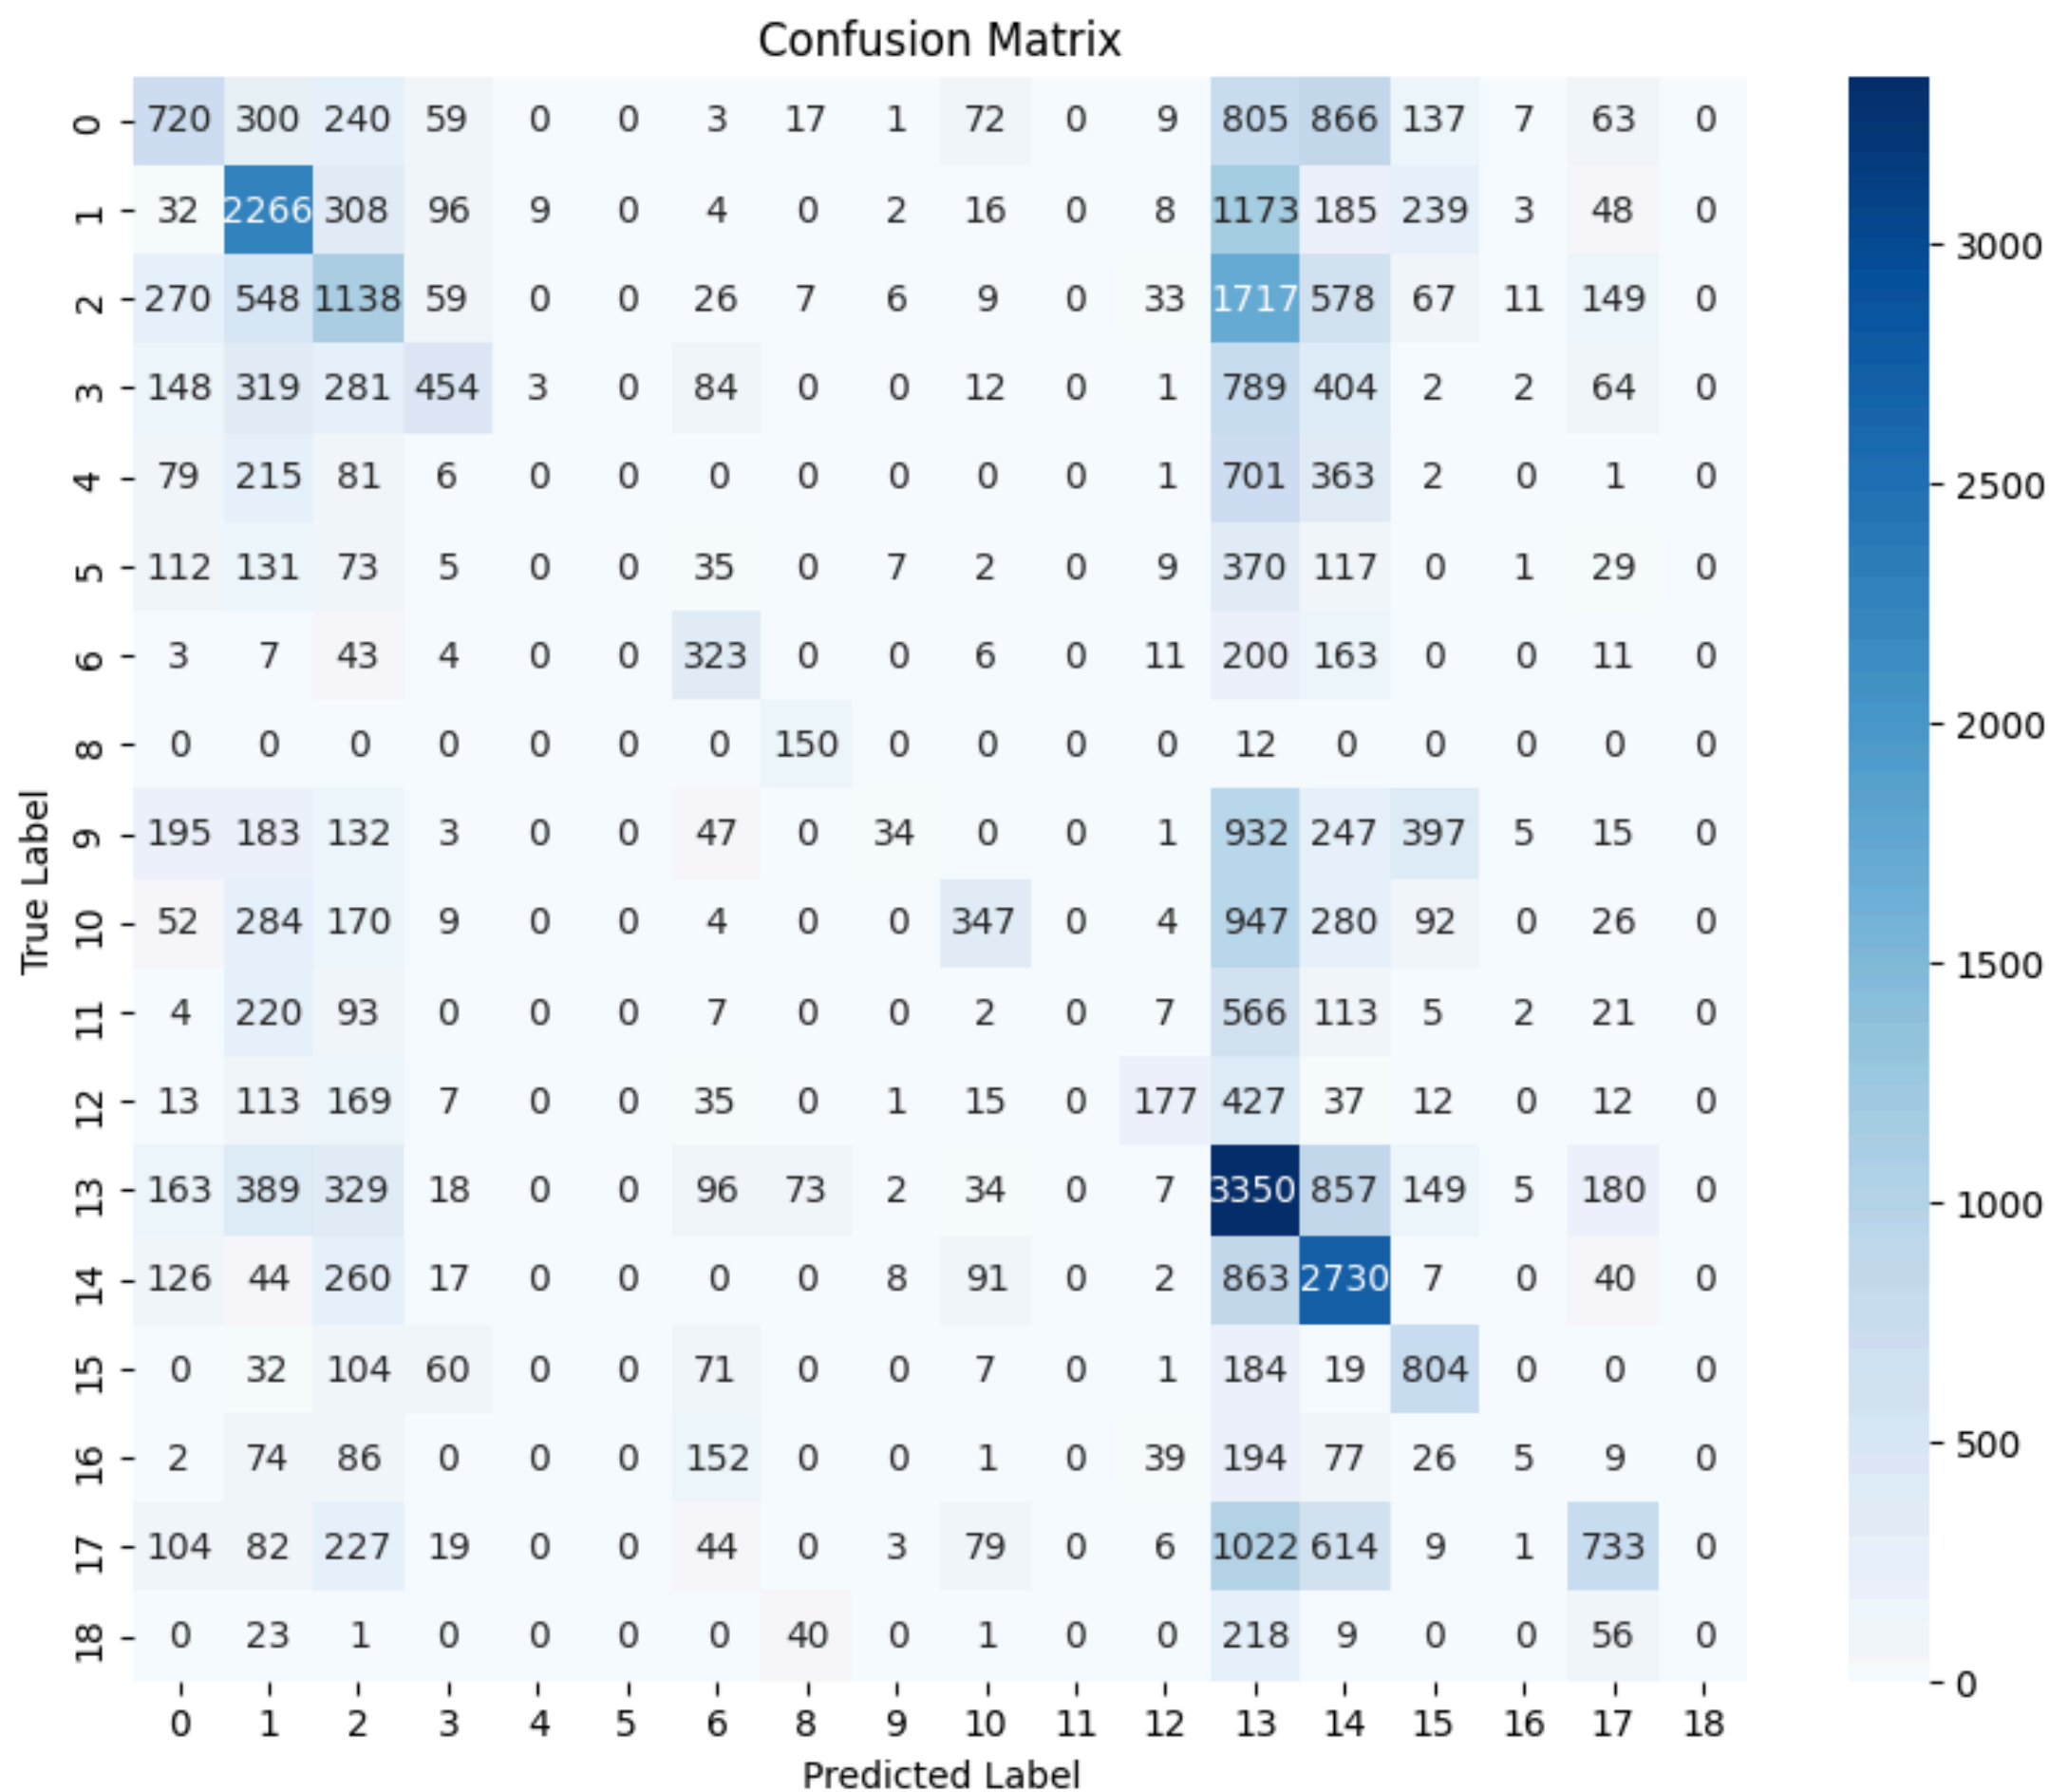 Confusion Matrix
0 720 300 240 59 0 0 3 17 1 72 0 9 805 866 137 7 63 0
1 32 2266 308 96 9 0 4 0 2 16 0 8 1173 185 239 3 48 0
3000
2 270 548 1138 59 0 0 26 7 6 9 0 33 1717 578 67 11 149 0
3 148 319 281 454 3 0 84 0 0 12 0 1 789 404 2 2 64 0
4 79 215 81 6 0 0 0 0 0 0 0 1 701 363 2 0 1 0
2500
5 112 131 73 5 0 0 35 0 7 2 0 9 370 117 0 1 29 0
6 3 7 43 4 0 0 323 0 0 6 0 11 200 163 0 0 11 0
2000
8 0 0 0 0 0 0 0 150 0 0 0 0 12 0 0 0 0 0
9 195 183 132 3 0 0 47 0 34 0 0 1 932 247 397 5 15 0
True Label
10 52 284 170 9 0 0 4 0 0 347 0 4 947 280 92 0 26 0
1500
11 4 220 93 0 0 0 7 0 0 2 0 7 566 113 5 2 21 0
12 13 113 169 7 0 0 35 0 1 15 0 177 427 37 12 0 12 0
13 163 389 329 18 0 0 96 73 2 34 0 7 3350 857 149 5 180 0
1000
14 126 44 260 17 0 0 0 0 8 91 0 2 863 2730 7 0 40 0
15 0 32 104 60 0 0 71 0 0 7 0 1 184 19 804 0 0 0
500
16 2 74 86 0 0 0 152 0 0 1 0 39 194 77 26 5 9 0
17 104 82 227 19 0 0 44 0 3 79 0 6 1022 614 9 1 733 0
18 0 23 1 0 0 0 0 40 0 1 0 0 218 9 0 0 56 0
0
0 1 2 3 4 5 6 8 9 10 11 12 13 14 15 16 17 18
Predicted Label